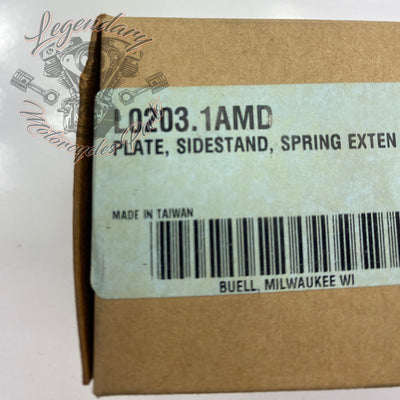 Legendary
Motorcycles
L0203.1AMD
PLATE, SIDESTAND, SPRING EXTEN
MADE IN TAIWAN
BUELL, MILWAUKEE WI